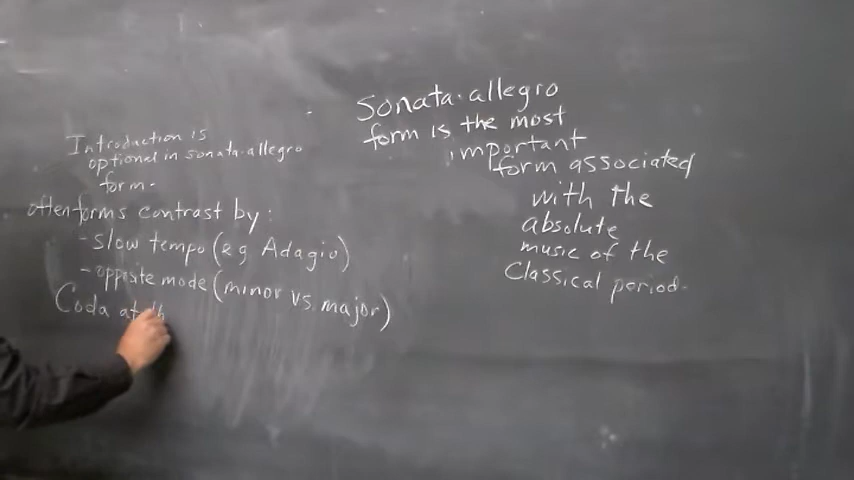 Sonata-allegro
form is the most
important
form associated
with the
absolute
music of the
Classical period.
Introduction is
optional in sonata-allegro
form.
often forms contrast by:
- slow tempo (eg Adagio)
- opposite mode (minor vs. major)
Coda at th